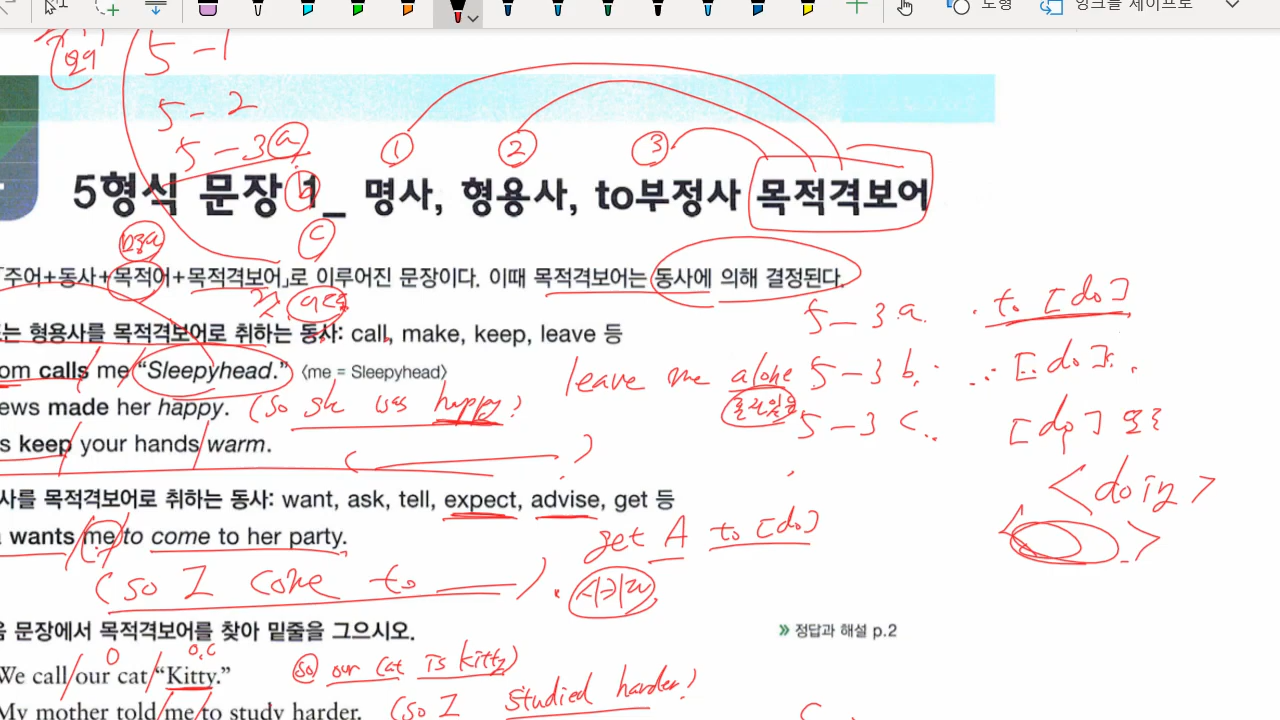 도형
잉크를 셰이프로
5-1
5-2
5-3 ⓐ
ⓑ
ⓒ
① ② ③
5형식 문장 1_ 명사, 형용사, to부정사 목적격보어
「주어+동사+목적어+목적격보어」로 이루어진 문장이다. 이때 목적격보어는 동사에 의해 결정된다.
5-3 a. to [do]
는 형용사를 목적격보어로 취하는 동사: call, make, keep, leave 등
om calls me “Sleepyhead.” 〈me = Sleepyhead〉
leave me alone
5-3 b. [do]
ews made her happy. (so she was happy)
5-3 c. [do] 또는
s keep your hands warm. ( )
<doing>
사를 목적격보어로 취하는 동사: want, ask, tell, expect, advise, get 등
wants me to come to her party.
get A to [do]
(so I come to ).
< >
음 문장에서 목적격보어를 찾아 밑줄을 그으시오.
» 정답과 해설 p.2
O O.C
We call our cat “Kitty.” (so our cat is kitty)
My mother told me to study harder. (so I studied harder)